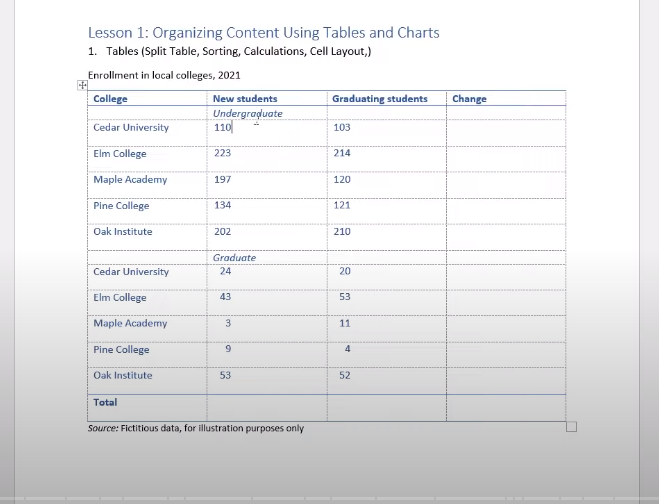 Lesson 1: Organizing Content Using Tables and Charts
1. Tables (Split Table, Sorting, Calculations, Cell Layout,)
Enrollment in local colleges, 2021
College New students Graduating students Change
Undergraduate
Cedar University 110 103
Elm College 223 214
Maple Academy 197 120
Pine College 134 121
Oak Institute 202 210
Graduate
Cedar University 24 20
Elm College 43 53
Maple Academy 3 11
Pine College 9 4
Oak Institute 53 52
Total
Source: Fictitious data, for illustration purposes only